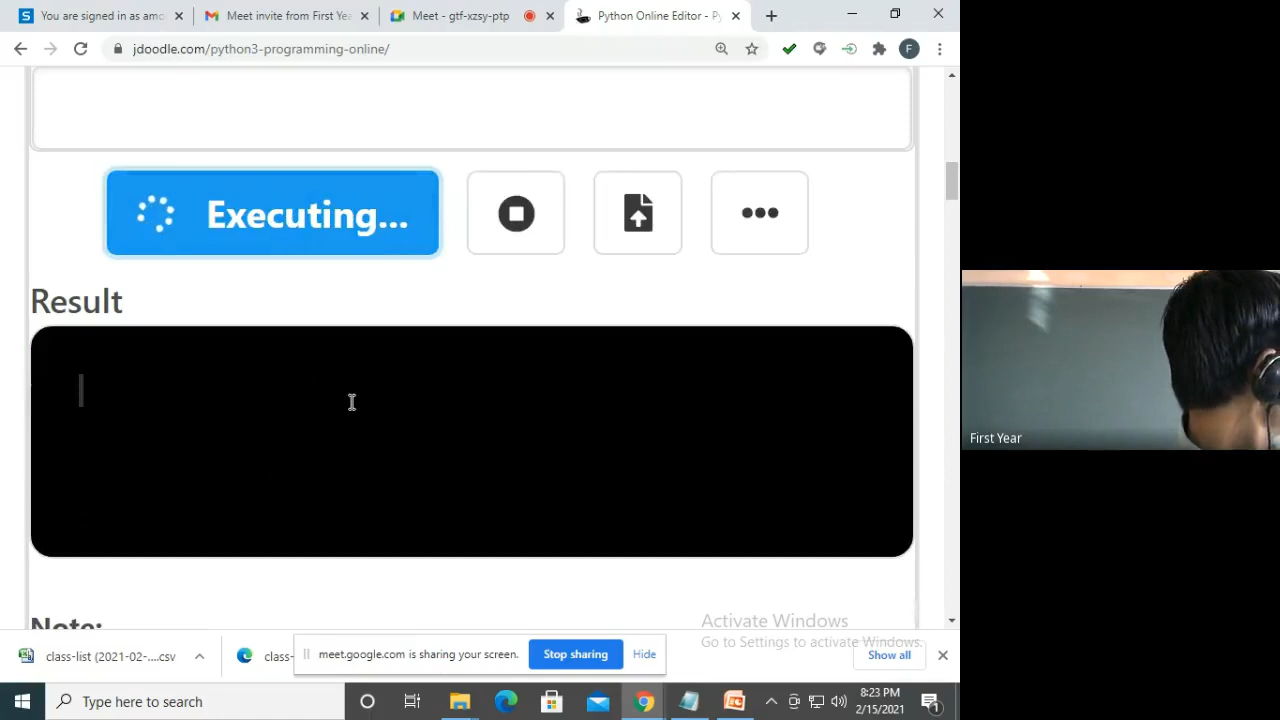 You are signed in as amo
Meet invite from First Yea
Meet - gtf-xzsy-ptp
Python Online Editor - Py
jdoodle.com/python3-programming-online/
F
Executing...
Result
First Year
Note:
Activate Windows
Go to Settings to activate Windows.
class-list (2021-02-....csv
class-
meet.google.com is sharing your screen.
Stop sharing
Hide
Show all
Type here to search
8:23 PM
2/15/2021
1